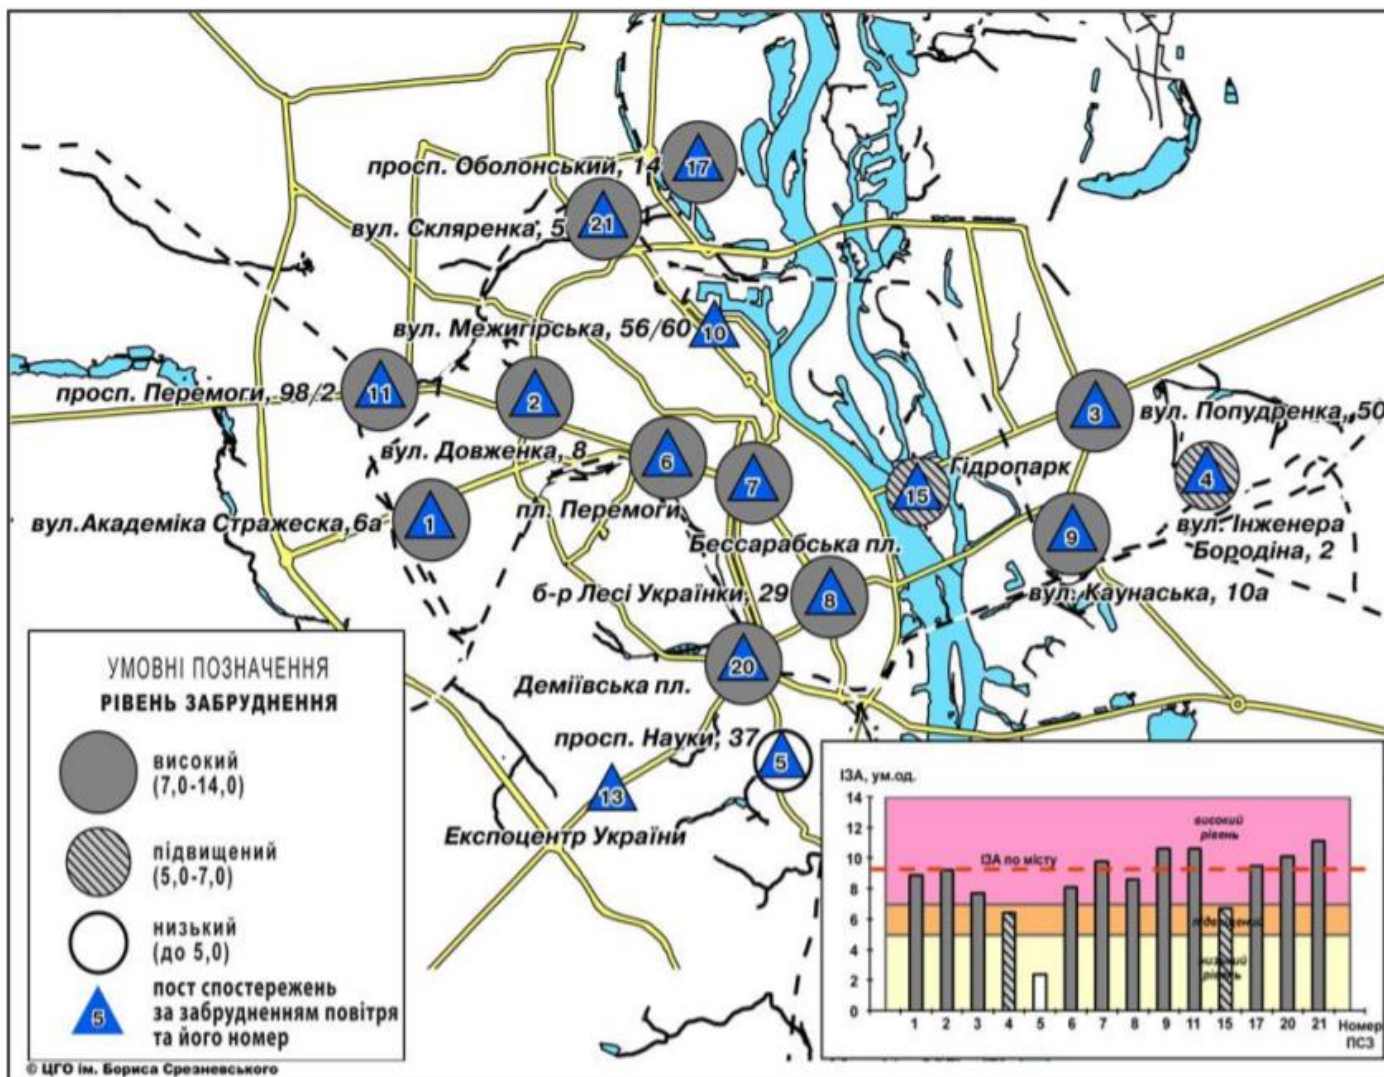 просп. Оболонський, 14
17
21
вул. Скляренка, 5
вул. Межигірська, 56/60
10
просп. Перемоги, 98/2
11
2
3
вул. Попудренка, 50
вул. Довженка, 8
6
7
Гідропарк
15
4
вул. Інженера
Бородіна, 2
вул.Академіка Стражеска,6а
1
пл. Перемоги
Бессарабська пл.
9
вул. Каунаська, 10а
б-р Лесі Українки, 29
8
20
Деміївська пл.
просп. Науки, 37
5
13
Експоцентр України
УМОВНІ ПОЗНАЧЕННЯ
РІВЕНЬ ЗАБРУДНЕННЯ
високий
(7,0-14,0)
підвищений
(5,0-7,0)
низький
(до 5,0)
5
пост спостережень
за забрудненням повітря
та його номер
ІЗА, ум.од.
14
12
10
8
6
4
2
0
високий
рівень
ІЗА по місту
рівень
1 2 3 4 5 6 7 8 9 11 15 17 20 21
Номер
ПСЗ
© ЦГО ім. Бориса Срезневського